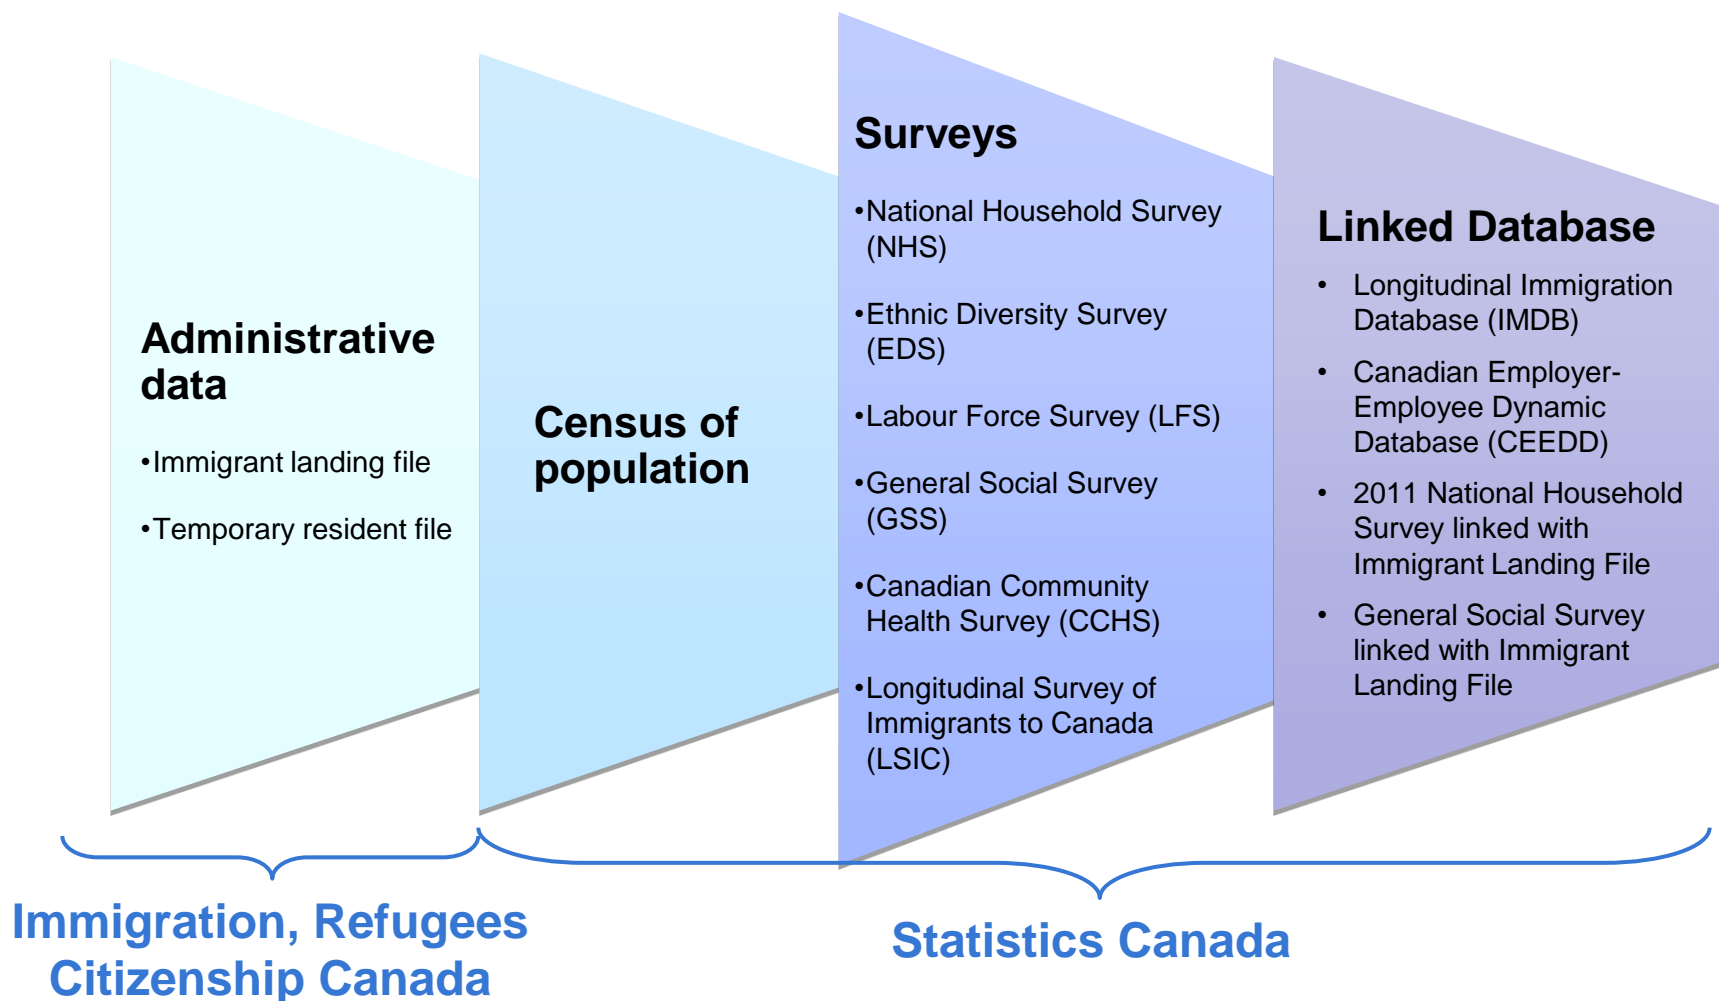 Administrative
data
•Immigrant landing file
•Temporary resident file
Census of
population
Surveys
•National Household Survey
(NHS)
•Ethnic Diversity Survey
(EDS)
•Labour Force Survey (LFS)
•General Social Survey
(GSS)
•Canadian Community
Health Survey (CCHS)
•Longitudinal Survey of
Immigrants to Canada
(LSIC)
Linked Database
• Longitudinal Immigration
Database (IMDB)
• Canadian Employer-
Employee Dynamic
Database (CEEDD)
• 2011 National Household
Survey linked with
Immigrant Landing File
• General Social Survey
linked with Immigrant
Landing File
Immigration, Refugees
Citizenship Canada
Statistics Canada